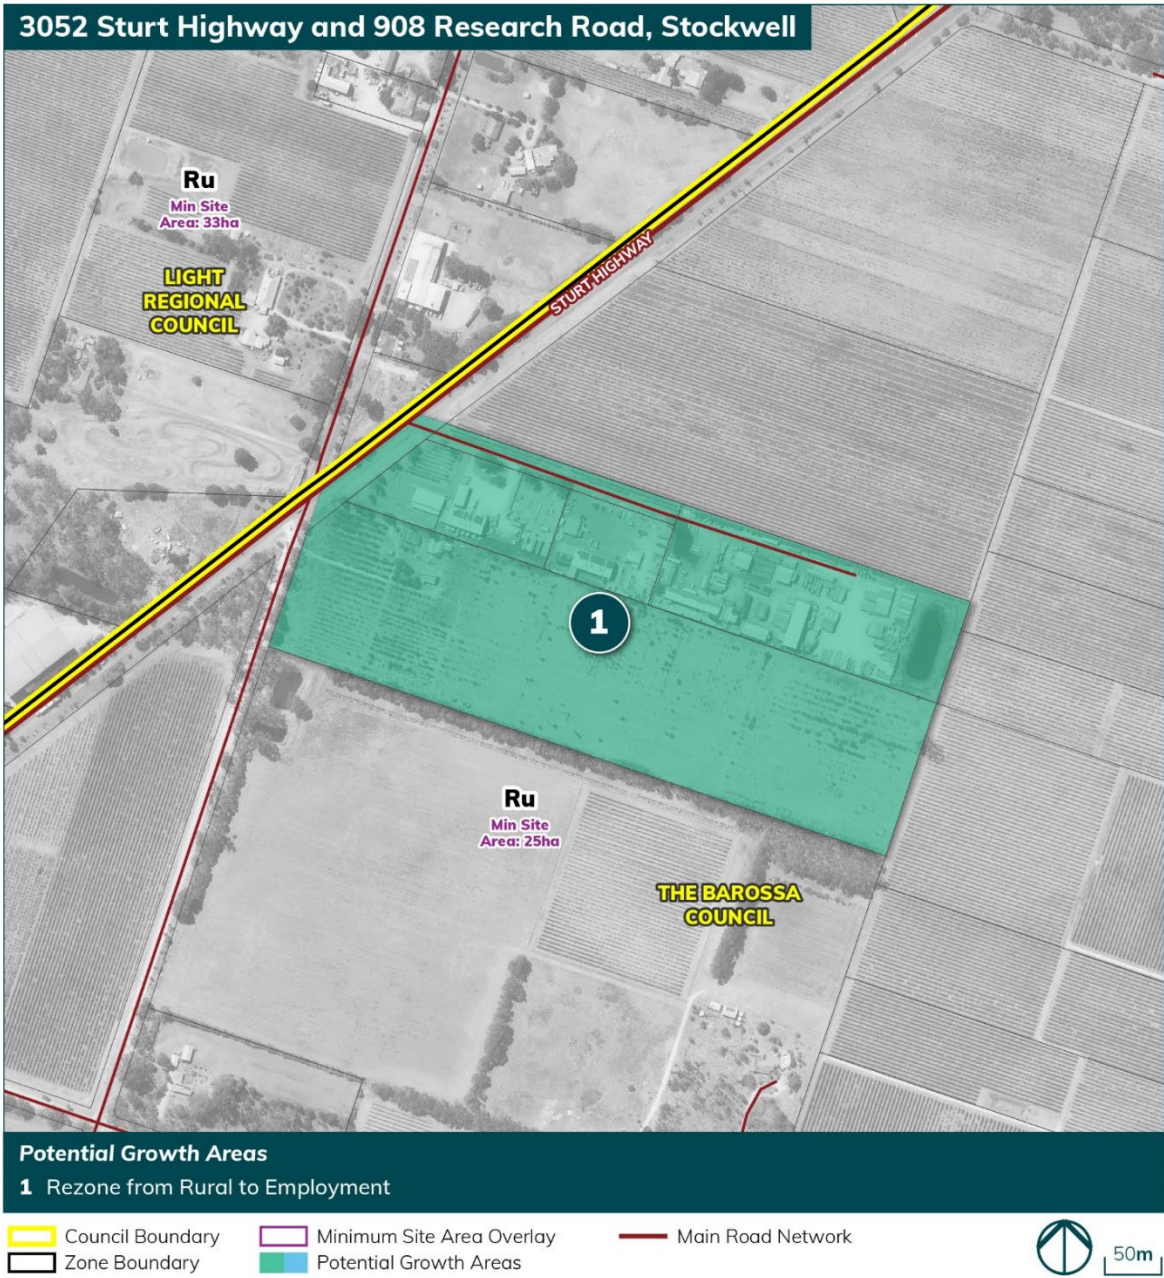 3052 Sturt Highway and 908 Research Road, Stockwell
Ru
Min Site
Area: 33ha
LIGHT
REGIONAL
COUNCIL
STURT HIGHWAY
1
Ru
Min Site
Area: 25ha
THE BAROSSA
COUNCIL
Potential Growth Areas
1 Rezone from Rural to Employment
Council Boundary
Minimum Site Area Overlay
Main Road Network
Zone Boundary
Potential Growth Areas
50m